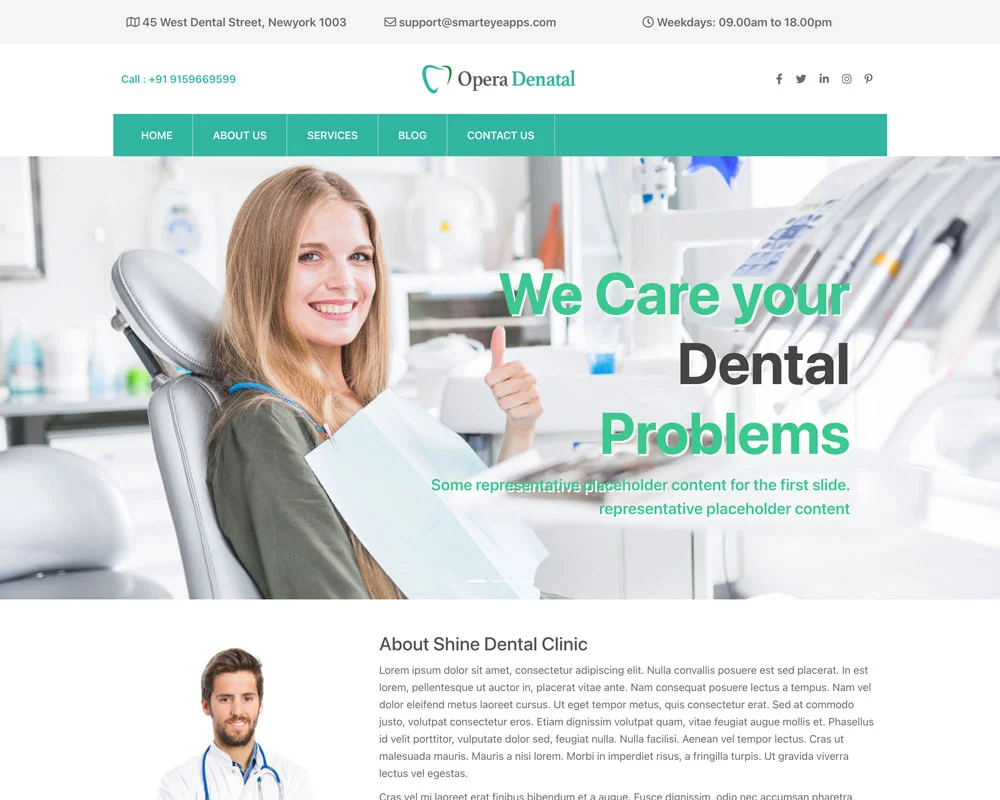 45 West Dental Street, Newyork 1003
support@smarteyeapps.com
Weekdays: 09.00am to 18.00pm
Call : +91 9159669599
Opera Denatal
HOME
ABOUT US
SERVICES
BLOG
CONTACT US
We Care your
Dental
Problems
Some representative placeholder content for the first slide.
representative placeholder content
About Shine Dental Clinic
Lorem ipsum dolor sit amet, consectetur adipiscing elit. Nulla convallis posuere est sed placerat. In est
lorem, pellentesque ut auctor in, placerat vitae ante. Nam consequat posuere lectus a tempus. Nam vel
dolor eleifend metus laoreet cursus. Ut eget tempor metus, quis consectetur erat. Sed at commodo
justo, volutpat consectetur eros. Etiam dignissim volutpat quam, vitae feugiat augue mollis et. Phasellus
id velit porttitor, vulputate dolor sed, feugiat nulla. Nulla facilisi. Aenean vel tempor lectus. Cras ut
malesuada mauris. Mauris a nisi lorem. Morbi in imperdiet risus, a fringilla turpis. Ut gravida viverra
lectus vel egestas.
Cras vel mi laoreet erat finibus bibendum et a augue. Fusce dignissim, odio nec accumsan pharetra,